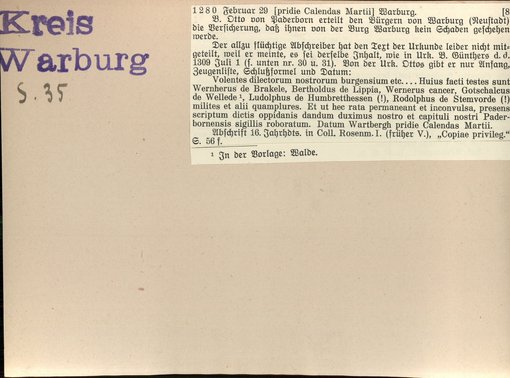 Kreis
Warburg
S. 35
1280 Februar 29 [pridie Calendas Martii] Warburg. [8
B. Otto von Paderborn erteilt den Bürgern von Warburg (Neustadt)
die Versicherung, daß ihnen von der Burg Warburg kein Schaden geschehen
werde.
Der allzu flüchtige Abschreiber hat den Text der Urkunde leider nicht mit-
geteilt, weil er meinte, es sei derselbe Inhalt, wie in Urk. B. Günthers d. d.
1309 Juli 1 (s. unten nr. 30 u. 31). Von der Urk. Ottos gibt er nur Anfang,
Zeugenliste, Schlußformel und Datum:
Volentes dilectorum nostrorum burgensium etc. . . . Huius facti testes sunt
Wernherus de Brakele, Bertholdus de Lippia, Wernerus cancer, Gotschalcus
de Wellede ¹, Ludolphus de Humbretthessen (!), Rodolphus de Stemvorde (!)
milites et alii quamplures. Et ut hec rata permaneant et inconvulsa, presens
scriptum dictis oppidanis dandum duximus nostro et capituli nostri Pader-
bornensis sigillis roboratum. Datum Wartbergh pridie Calendas Martii.
Abschrift 16. Jahrhdts. in Coll. Rosenm. I. (früher V.), „Copiae privileg.“
S. 56 f.
¹ In der Vorlage: Walde.